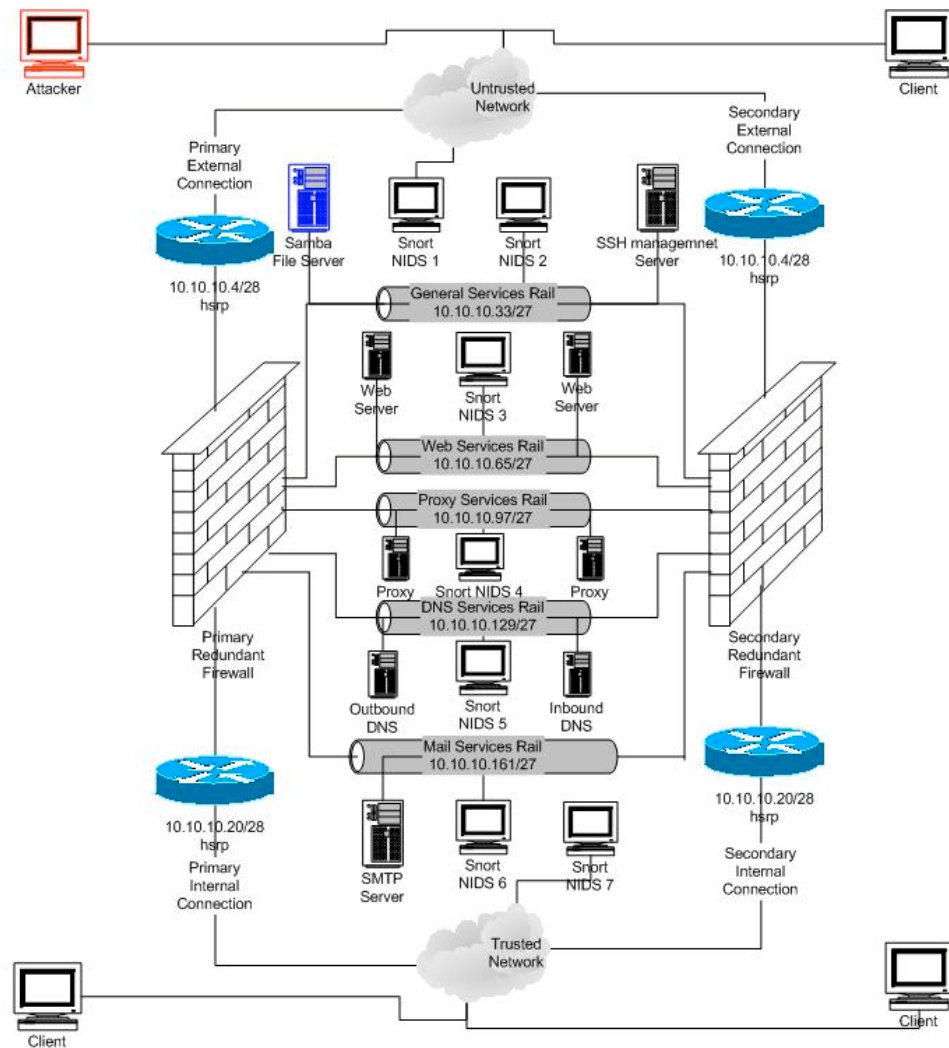 Attacker
Client
Untrusted
Network
Primary
External
Connection
Secondary
External
Connection
Samba
File Server
Snort
NIDS 1
Snort
NIDS 2
SSH managemnet
Server
10.10.10.4/28
hsrp
10.10.10.4/28
hsrp
General Services Rail
10.10.10.33/27
Web
Server
Snort
NIDS 3
Web
Server
Web Services Rail
10.10.10.65/27
Proxy Services Rail
10.10.10.97/27
Proxy
Snort NIDS 4
Proxy
DNS Services Rail
10.10.10.129/27
Primary
Redundant
Firewall
Secondary
Redundant
Firewall
Outbound
DNS
Snort
NIDS 5
Inbound
DNS
Mail Services Rail
10.10.10.161/27
10.10.10.20/28
hsrp
10.10.10.20/28
hsrp
SMTP
Server
Snort
NIDS 6
Snort
NIDS 7
Primary
Internal
Connection
Secondary
Internal
Connection
Trusted
Network
Client
Client